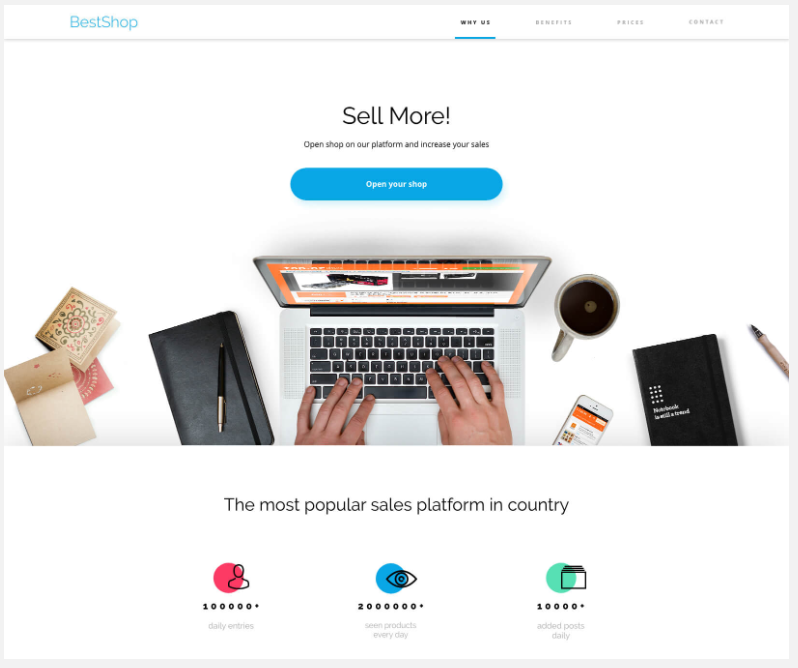 BestShop
WHY US
BENEFITS
PRICES
CONTACT
Sell More!
Open shop on our platform and increase your sales
Open your shop
Notebook
is still a trend
The most popular sales platform in country
100000+
2000000+
10000+
daily entries
seen products
every day
added posts
daily